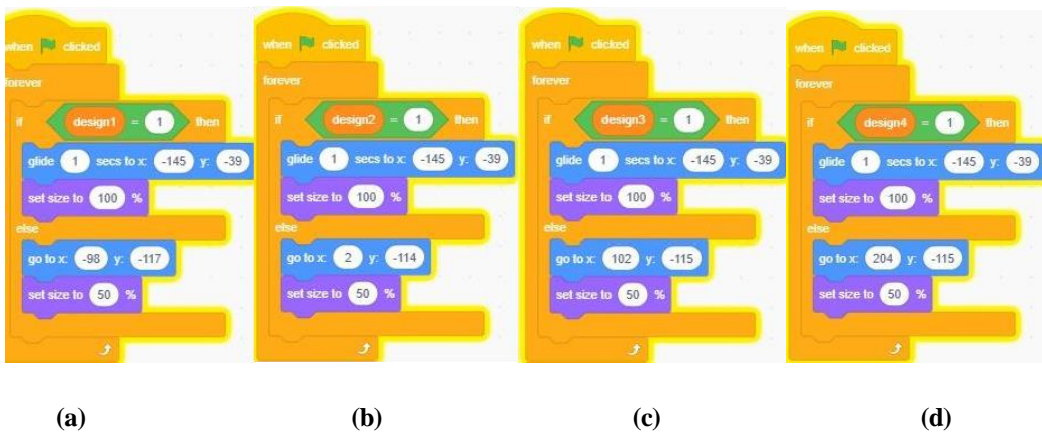 when clicked
forever
if design1 = 1 then
glide 1 secs to x: -145 y: -39
set size to 100 %
else
go to x: -98 y: -117
set size to 50 %
(a)
when clicked
forever
if design2 = 1 then
glide 1 secs to x: -145 y: -39
set size to 100 %
else
go to x: 2 y: -114
set size to 50 %
(b)
when clicked
forever
if design3 = 1 then
glide 1 secs to x: -145 y: -39
set size to 100 %
else
go to x: 102 y: -115
set size to 50 %
(c)
when clicked
forever
if design4 = 1 then
glide 1 secs to x: -145 y: -39
set size to 100 %
else
go to x: 204 y: -115
set size to 50 %
(d)